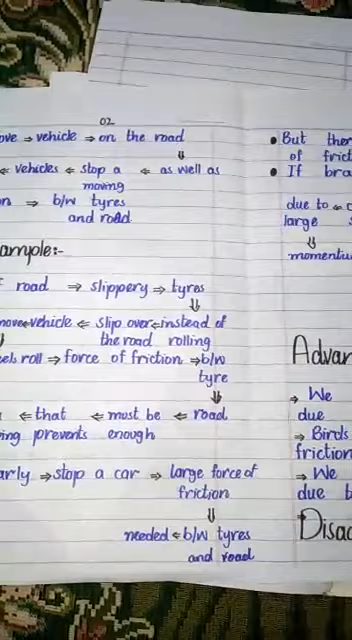 02
ove → vehicle → on the road
⇓
← vehicles ← stop a ← as well as
moving
n ⇒ b/w tyres
and road
ample:-
f road → slippery → tyres
⇓
move ← vehicle ← slip over ← instead of
the road rolling
els roll → force of friction → b/w
tyre
⇓
← that ← must be ← road.
ing prevents enough
arly → stop a car → large force of
friction
⇓
needed ← b/w tyres
and road
• But ther
of frict
• If bra
due to ←
large
⇓
momentu
Advan
→ We
due
→ Birds
friction
→ We
due t
Disad